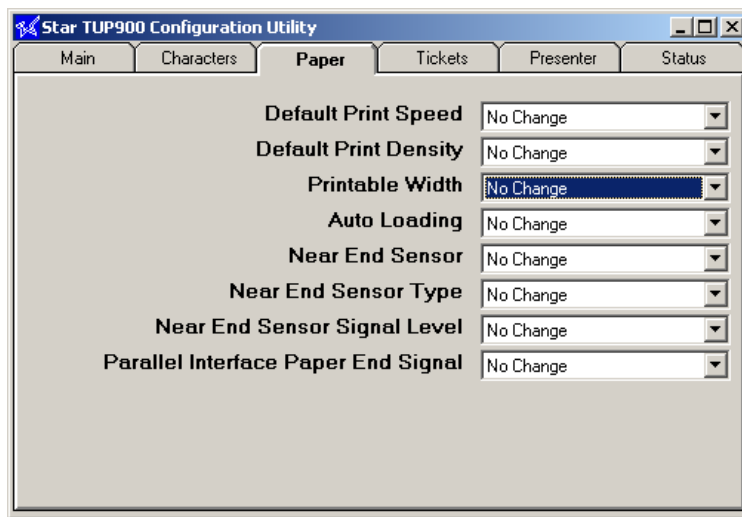 Star TUP900 Configuration Utility
Main Characters Paper Tickets Presenter Status
Default Print Speed No Change
Default Print Density No Change
Printable Width No Change
Auto Loading No Change
Near End Sensor No Change
Near End Sensor Type No Change
Near End Sensor Signal Level No Change
Parallel Interface Paper End Signal No Change